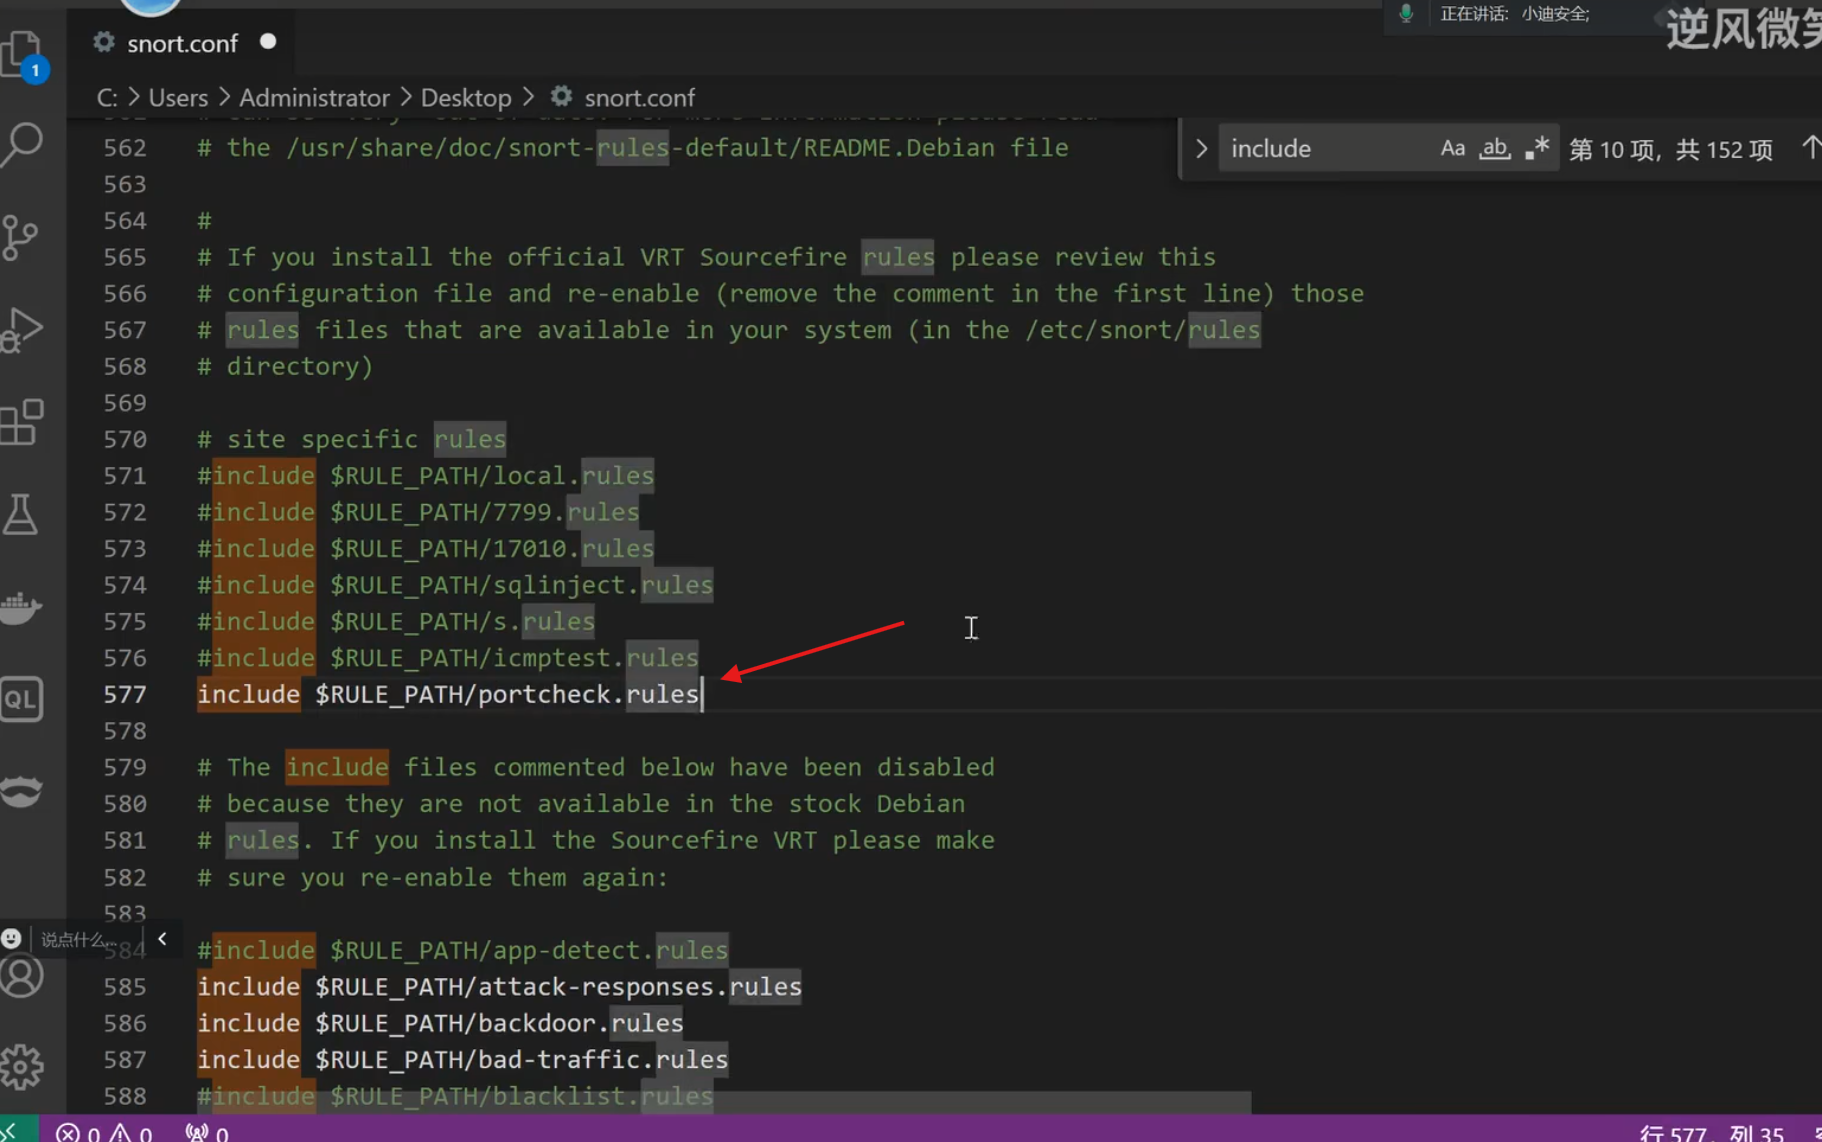 正在讲话: 小迪安全;
逆风微笑
snort.conf
1
C: > Users > Administrator > Desktop > snort.conf
include Aa ab .* 第 10 项, 共 152 项
562 # the /usr/share/doc/snort-rules-default/README.Debian file
563
564 #
565 # If you install the official VRT Sourcefire rules please review this
566 # configuration file and re-enable (remove the comment in the first line) those
567 # rules files that are available in your system (in the /etc/snort/rules
568 # directory)
569
570 # site specific rules
571 #include $RULE_PATH/local.rules
572 #include $RULE_PATH/7799.rules
573 #include $RULE_PATH/17010.rules
574 #include $RULE_PATH/sqlinject.rules
575 #include $RULE_PATH/s.rules
576 #include $RULE_PATH/icmptest.rules
577 include $RULE_PATH/portcheck.rules
578
579 # The include files commented below have been disabled
580 # because they are not available in the stock Debian
581 # rules. If you install the Sourcefire VRT please make
582 # sure you re-enable them again:
583
说点什么...
584 #include $RULE_PATH/app-detect.rules
585 include $RULE_PATH/attack-responses.rules
586 include $RULE_PATH/backdoor.rules
587 include $RULE_PATH/bad-traffic.rules
588 #include $RULE_PATH/blacklist.rules
QL
0 0 0
行 577, 列 35